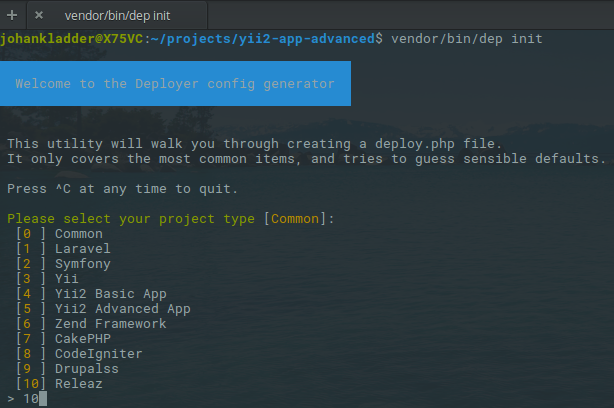 + × vendor/bin/dep init
johankladder@X75VC:~/projects/yii2-app-advanced$ vendor/bin/dep init
Welcome to the Deployer config generator
This utility will walk you through creating a deploy.php file.
It only covers the most common items, and tries to guess sensible defaults.
Press ^C at any time to quit.
Please select your project type [Common]:
[0 ] Common
[1 ] Laravel
[2 ] Symfony
[3 ] Yii
[4 ] Yii2 Basic App
[5 ] Yii2 Advanced App
[6 ] Zend Framework
[7 ] CakePHP
[8 ] CodeIgniter
[9 ] Drupalss
[10] Releaz
> 10